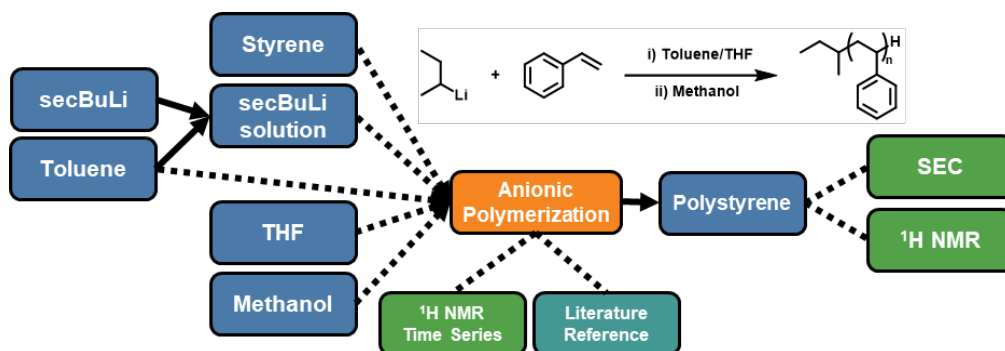 Styrene
secBuLi
secBuLi
solution
Toluene
THF
Methanol
Li
+
i) Toluene/THF
ii) Methanol
H
n
Anionic
Polymerization
Polystyrene
SEC
¹H NMR
¹H NMR
Time Series
Literature
Reference